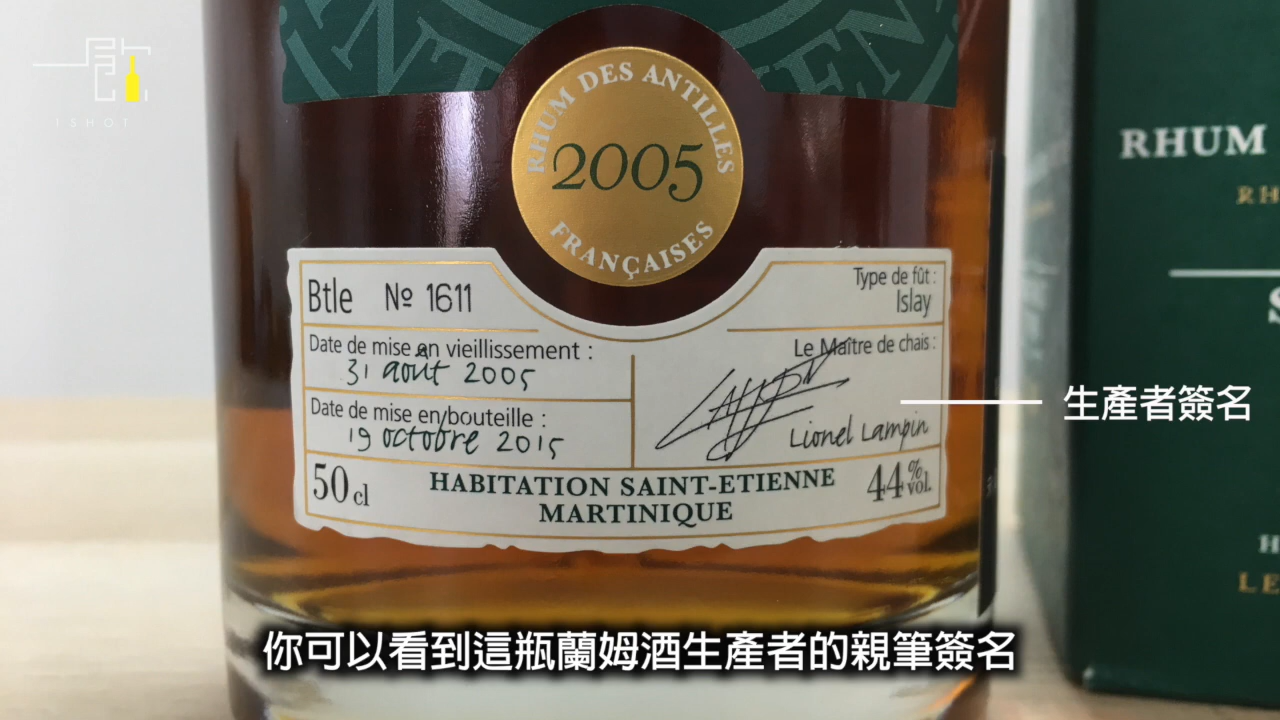 1SHOT
RHUM DES ANTILLES
2005
FRANÇAISES
Btle Nº 1611
Type de fût :
Islay
Date de mise en vieillissement :
31 août 2005
Le Maître de chais :
Date de mise en bouteille :
19 octobre 2015
Lionel Lampin
50 cl
HABITATION SAINT-ETIENNE
MARTINIQUE
44 % vol.
RHUM
生產者簽名
你可以看到這瓶蘭姆酒生產者的親筆簽名